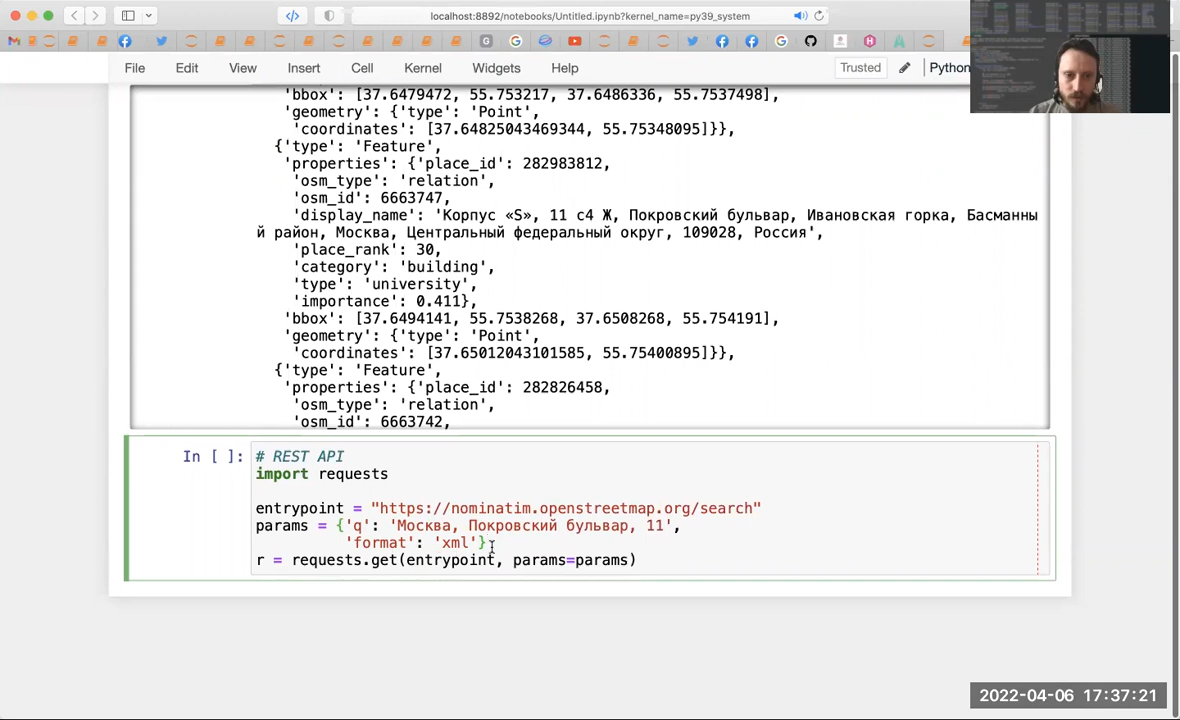 localhost:8892/notebooks/Untitled.ipynb?kernel_name=py39_system
File Edit View Insert Cell Kernel Widgets Help Trusted Python
'bbox': [37.6479472, 55.753217, 37.6486336, 55.7537498],
'geometry': {'type': 'Point',
'coordinates': [37.64825043469344, 55.75348095]}},
{'type': 'Feature',
'properties': {'place_id': 282983812,
'osm_type': 'relation',
'osm_id': 6663747,
'display_name': 'Корпус «S», 11 с4 Ж, Покровский бульвар, Ивановская горка, Басманны
й район, Москва, Центральный федеральный округ, 109028, Россия',
'place_rank': 30,
'category': 'building',
'type': 'university',
'importance': 0.411},
'bbox': [37.6494141, 55.7538268, 37.6508268, 55.754191],
'geometry': {'type': 'Point',
'coordinates': [37.65012043101585, 55.75400895]}},
{'type': 'Feature',
'properties': {'place_id': 282826458,
'osm_type': 'relation',
'osm_id': 6663742,
In [ ]: # REST API
import requests
entrypoint = "https://nominatim.openstreetmap.org/search"
params = {'q': 'Москва, Покровский бульвар, 11',
'format': 'xml'}
r = requests.get(entrypoint, params=params)
2022-04-06 17:37:21